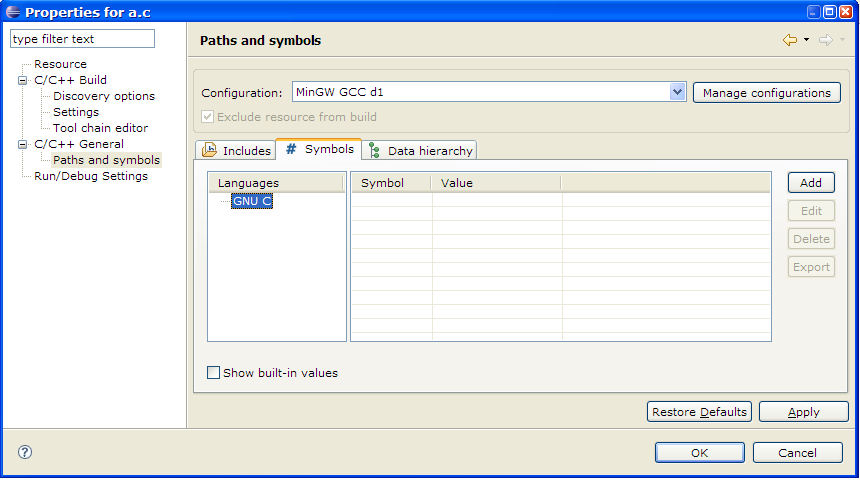 Properties for a.c
type filter text
Resource
C/C++ Build
Discovery options
Settings
Tool chain editor
C/C++ General
Paths and symbols
Run/Debug Settings
Paths and symbols
Configuration: MinGW GCC d1 Manage configurations
Exclude resource from build
Includes # Symbols Data hierarchy
Languages
GNU C
Symbol Value
Add
Edit
Delete
Export
Show built-in values
Restore Defaults Apply
? OK Cancel